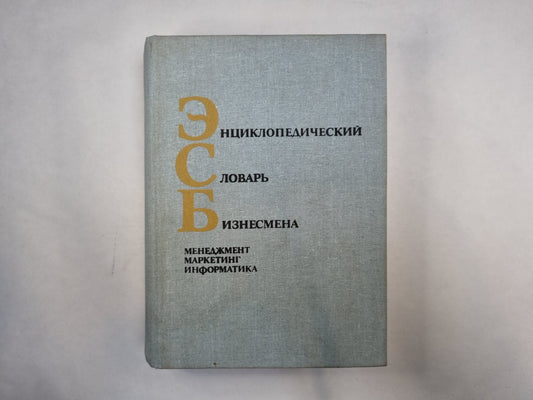 Энциклопедический
Словарь
Бизнесмена
Менеджмент
Маркетинг
Информатика